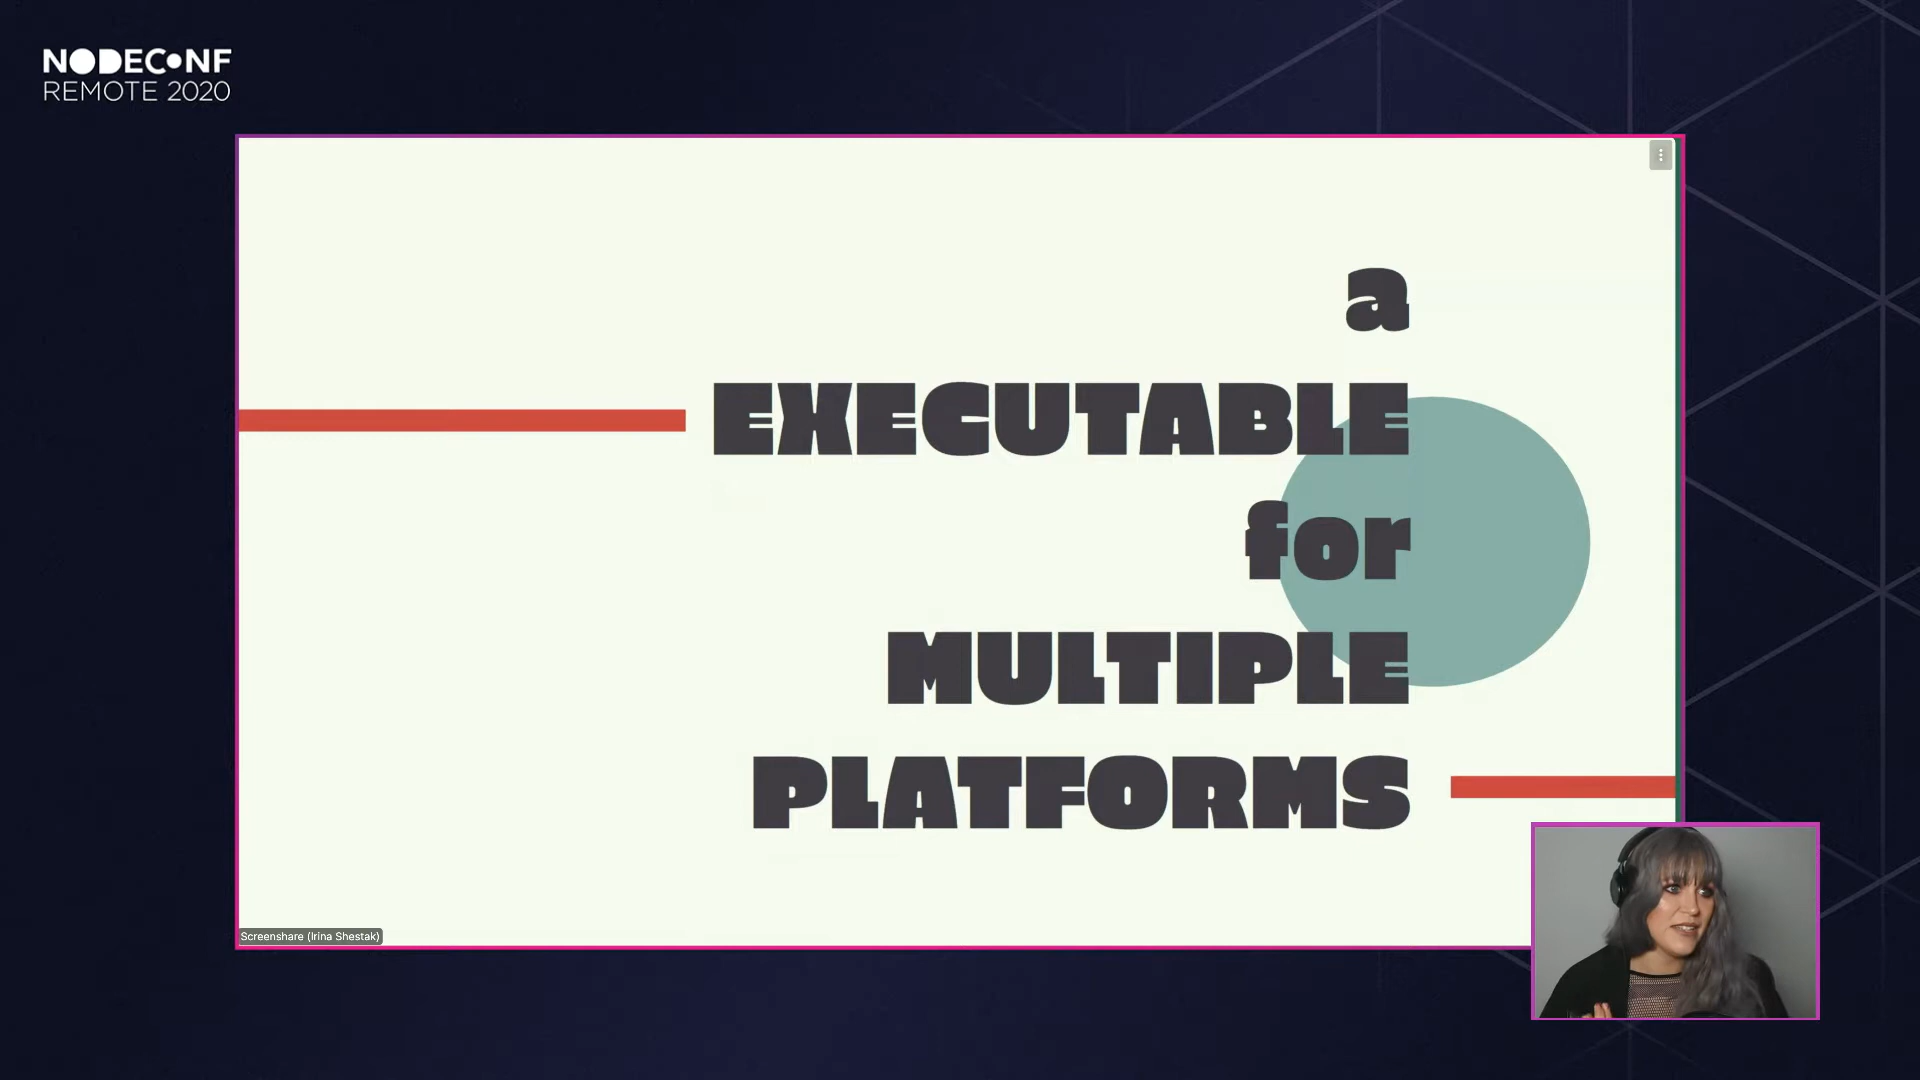 NODECONF
REMOTE 2020
a
EXECUTABLE
for
MULTIPLE
PLATFORMS
Screenshare (Irina Shestak)